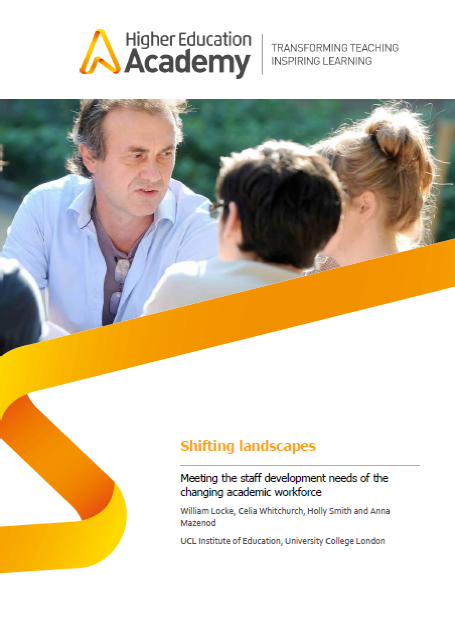 Higher Education
Academy
TRANSFORMING TEACHING
INSPIRING LEARNING
Shifting landscapes
Meeting the staff development needs of the
changing academic workforce
William Locke, Celia Whitchurch, Holly Smith and Anna
Mazenod
UCL Institute of Education, University College London